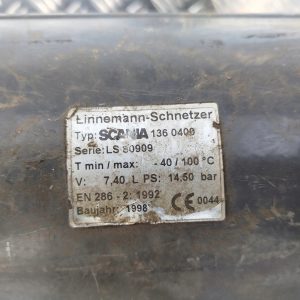 Linnemann-Schnetzer
Typ: SCANIA 136 0400
Serie: LS 80909
T min / max: - 40 / 100 °C
V: 7,40 L PS: 14,50 bar
EN 286 - 2: 1992
Baujahr: 1998 CE 0044